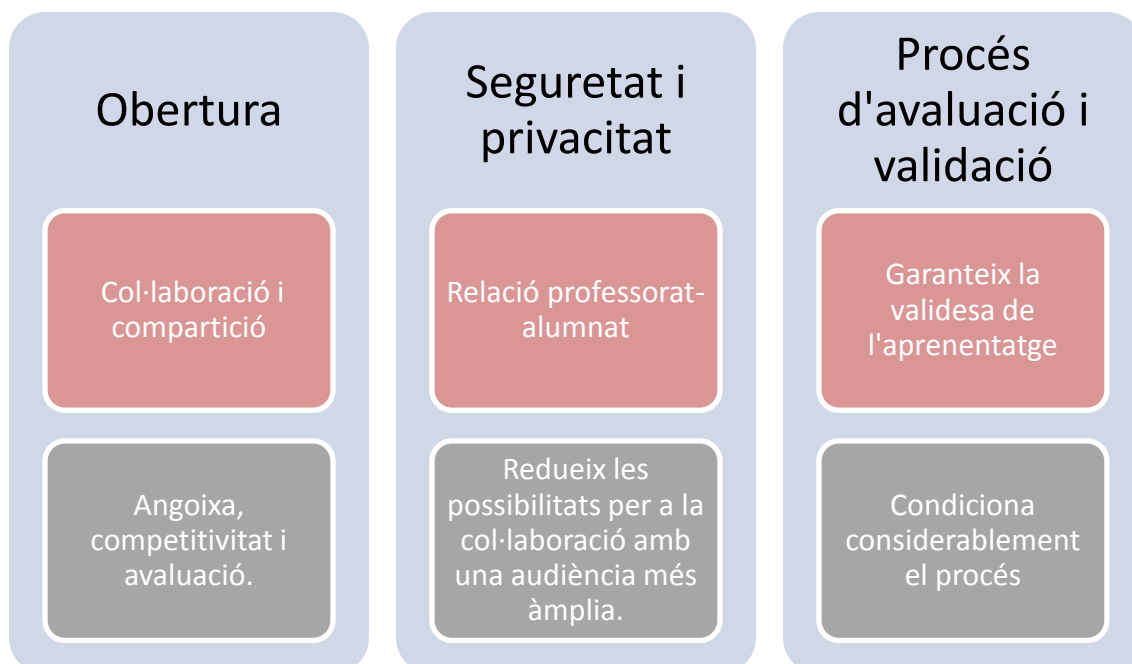 Obertura
Col·laboració i
compartició
Angoixa,
competitivitat i
avaluació.
Seguretat i
privacitat
Relació professorat-
alumnat
Redueix les
possibilitats per a la
col·laboració amb
una audiència més
àmplia.
Procés
d'avaluació i
validació
Garanteix la
validesa de
l'aprenentatge
Condiciona
considerablement
el procés